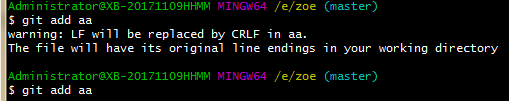 Administrator@XB-20171109HHMM MINGW64 /e/zoe (master)
$ git add aa
warning: LF will be replaced by CRLF in aa.
The file will have its original line endings in your working directory
Administrator@XB-20171109HHMM MINGW64 /e/zoe (master)
$ git add aa